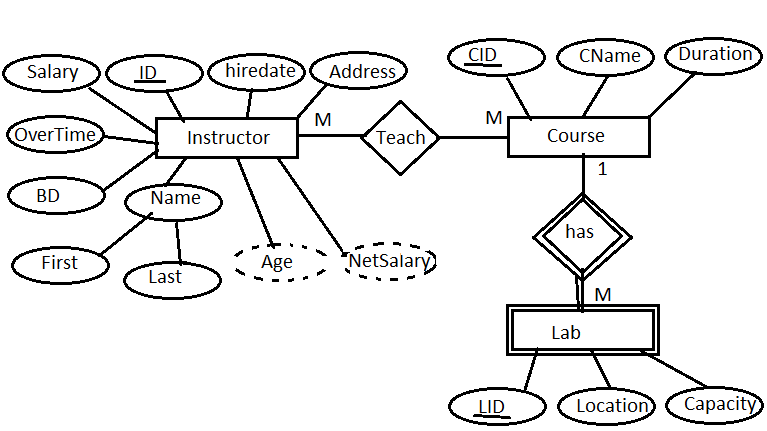 CID
CName
Duration
Salary
ID
hiredate
Address
M
M
OverTime
Instructor
Teach
Course
1
BD
Name
has
First
Last
Age
NetSalary
M
Lab
LID
Location
Capacity